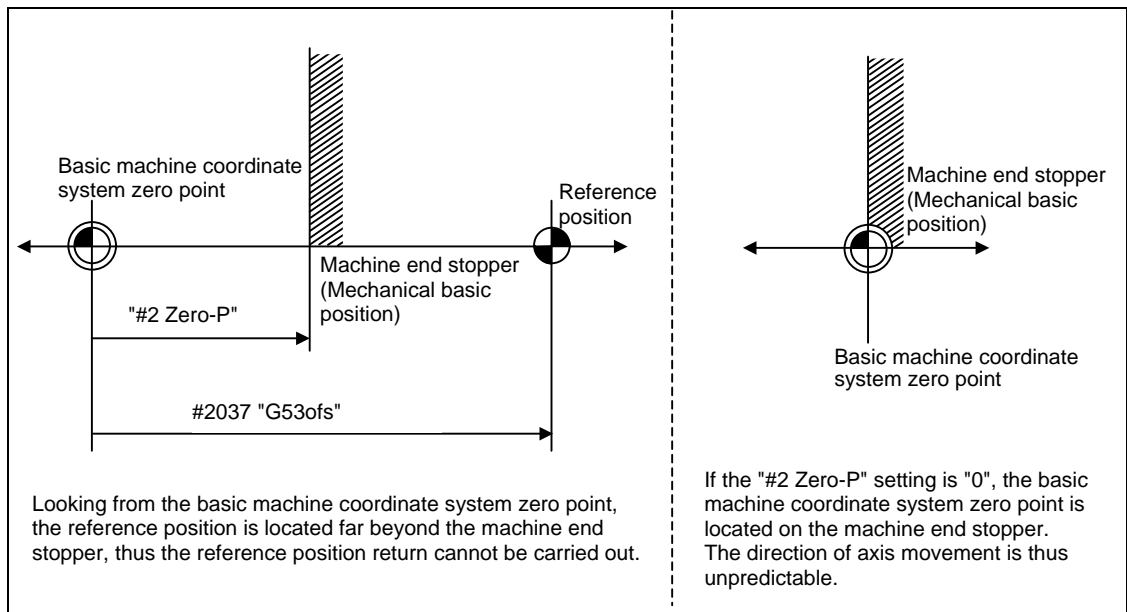 Basic machine coordinate
system zero point
Reference
position
Machine end stopper
(Mechanical basic
position)
"#2 Zero-P"
#2037 "G53ofs"
Looking from the basic machine coordinate system zero point,
the reference position is located far beyond the machine end
stopper, thus the reference position return cannot be carried out.
Machine end stopper
(Mechanical basic
position)
Basic machine coordinate
system zero point
If the "#2 Zero-P" setting is "0", the basic
machine coordinate system zero point is
located on the machine end stopper.
The direction of axis movement is thus
unpredictable.